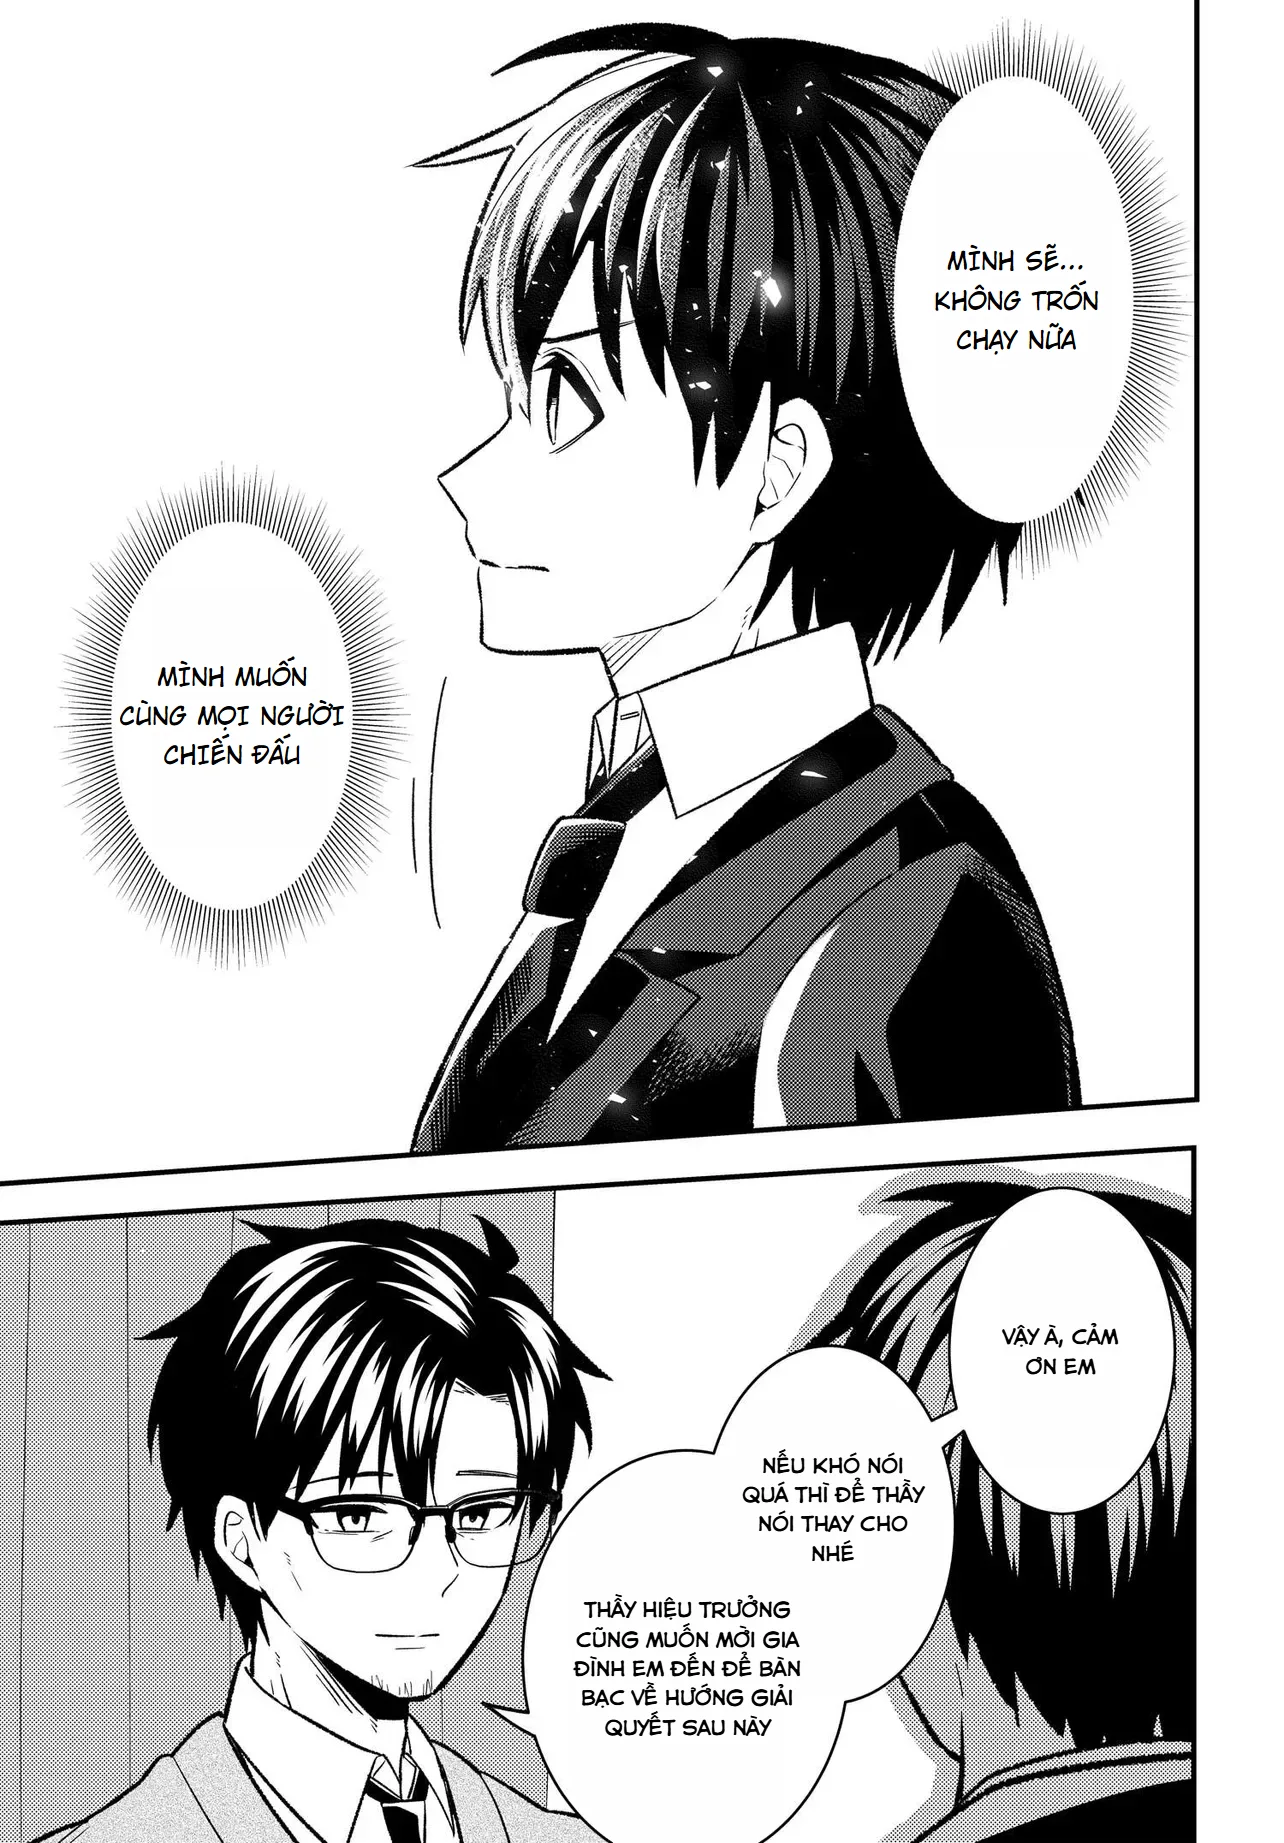 MÌNH SẼ...
KHÔNG TRỐN
CHẠY NỮA
MÌNH MUỐN
CÙNG MỌI NGƯỜI
CHIẾN ĐẤU
VẬY À, CẢM
ƠN EM
NẾU KHÓ NÓI
QUÁ THÌ ĐỂ THẦY
NÓI THAY CHO
NHÉ
THẦY HIỆU TRƯỞNG
CŨNG MUỐN MỜI GIA
ĐÌNH EM ĐẾN ĐỂ BÀN
BẠC VỀ HƯỚNG GIẢI
QUYẾT SAU NÀY